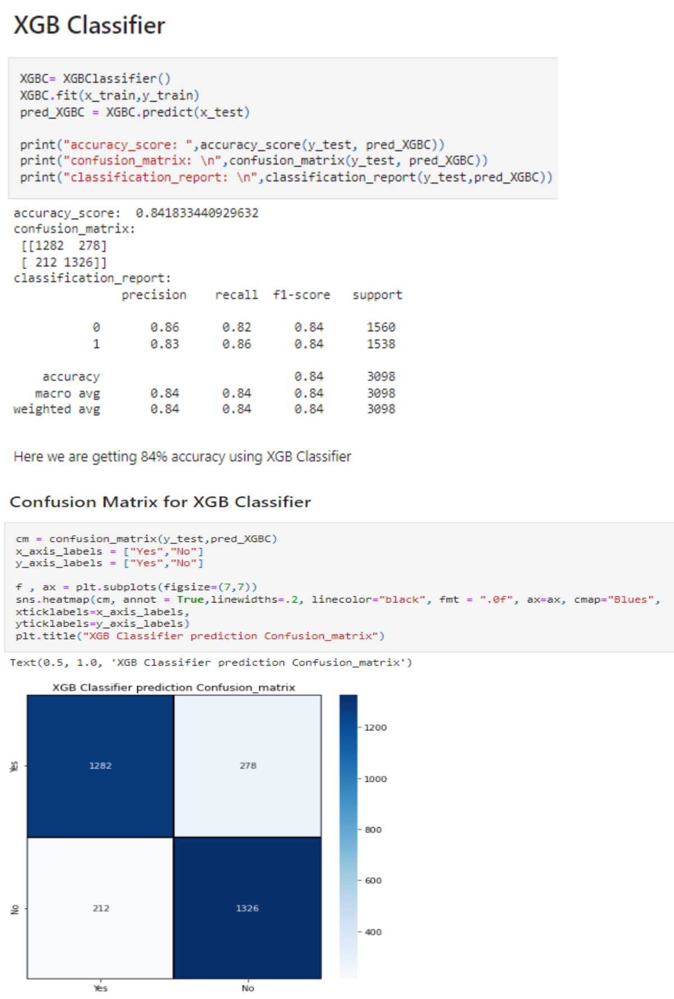 XGB Classifier
XGBC= XGBClassifier()
XGBC.fit(x_train,y_train)
pred_XGBC = XGBC.predict(x_test)
print("accuracy_score: ",accuracy_score(y_test, pred_XGBC))
print("confusion_matrix: \n",confusion_matrix(y_test, pred_XGBC))
print("classification_report: \n",classification_report(y_test,pred_XGBC))
accuracy_score:  0.841833440929632
confusion_matrix:
[[1282  278]
[ 212 1326]]
classification_report:
precision    recall  f1-score   support
0       0.86      0.82      0.84      1560
1       0.83      0.86      0.84      1538
accuracy                           0.84      3098
macro avg       0.84      0.84      0.84      3098
weighted avg       0.84      0.84      0.84      3098
Here we are getting 84% accuracy using XGB Classifier
Confusion Matrix for XGB Classifier
cm = confusion_matrix(y_test,pred_XGBC)
x_axis_labels = ["Yes","No"]
y_axis_labels = ["Yes","No"]
f , ax = plt.subplots(figsize=(7,7))
sns.heatmap(cm, annot = True,linewidths=.2, linecolor="black", fmt = ".0f", ax=ax, cmap="Blues",
xticklabels=x_axis_labels,
yticklabels=y_axis_labels)
plt.title("XGB Classifier prediction Confusion_matrix")
Text(0.5, 1.0, 'XGB Classifier prediction Confusion_matrix')
XGB Classifier prediction Confusion_matrix
1200
Yes
1282
278
1000
800
600
No
212
1326
400
Yes
No